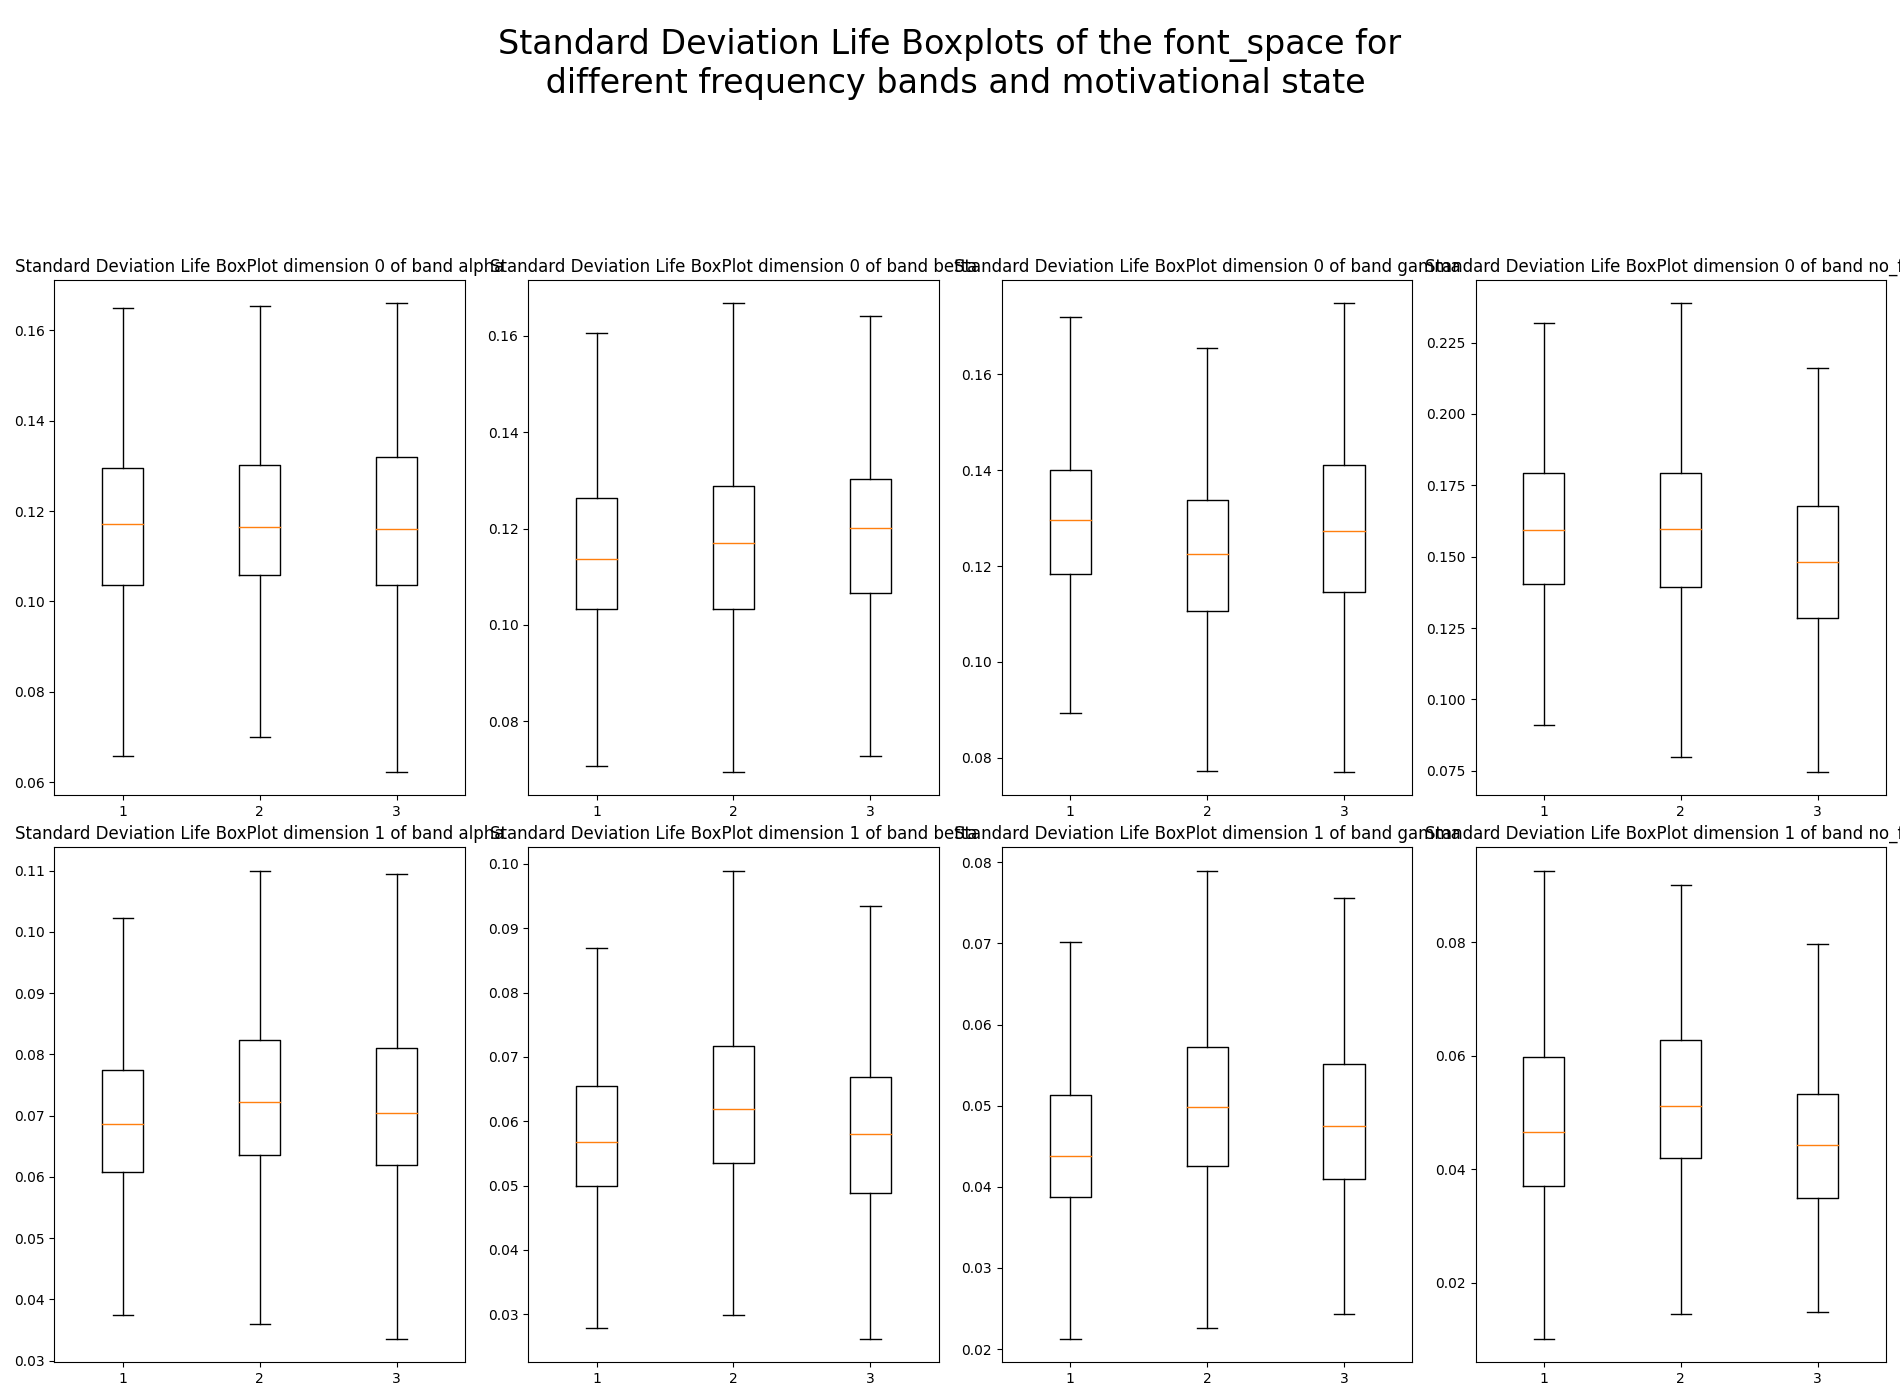 Standard Deviation Life Boxplots of the font_space for
different frequency bands and motivational state
Standard Deviation Life BoxPlot dimension 0 of band alpha
Standard Deviation Life BoxPlot dimension 0 of band beta
Standard Deviation Life BoxPlot dimension 0 of band gamma
Standard Deviation Life BoxPlot dimension 0 of band
0.16
0.14
0.12
0.10
0.08
0.06
1 2 3
0.16
0.14
0.12
0.10
0.08
1 2 3
0.16
0.14
0.12
0.10
0.08
1 2 3
0.225
0.200
0.175
0.150
0.125
0.100
0.075
1 2 3
Standard Deviation Life BoxPlot dimension 1 of band alpha
Standard Deviation Life BoxPlot dimension 1 of band beta
Standard Deviation Life BoxPlot dimension 1 of band gamma
Standard Deviation Life BoxPlot dimension 1 of band
0.11
0.10
0.09
0.08
0.07
0.06
0.05
0.04
0.03
1 2 3
0.10
0.09
0.08
0.07
0.06
0.05
0.04
0.03
1 2 3
0.08
0.07
0.06
0.05
0.04
0.03
0.02
1 2 3
0.08
0.06
0.04
0.02
1 2 3